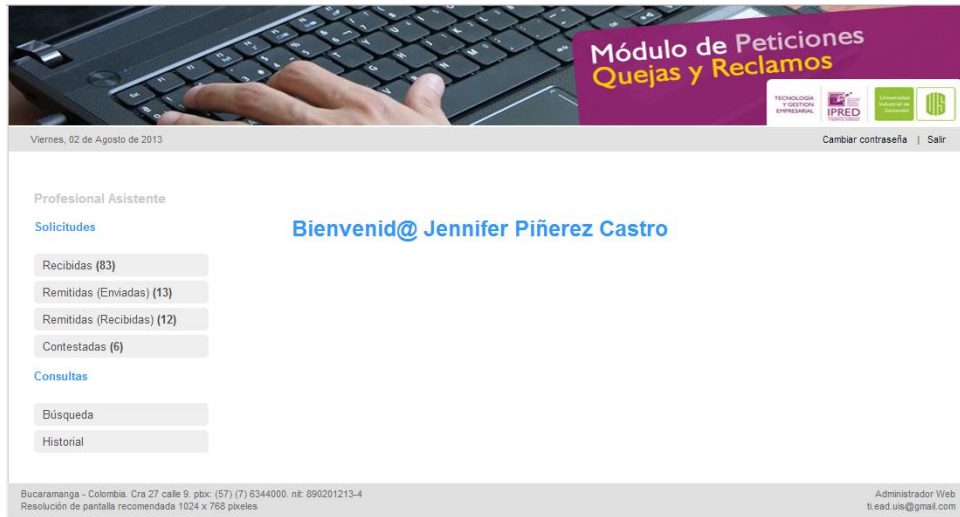 Módulo de Peticiones
Quejas y Reclamos
TECNOLOGÍA
Y GESTIÓN
EMPRESARIAL
IPRED
Universidad
Industrial de
Santander
UIS
Viernes, 02 de Agosto de 2013
Cambiar contraseña | Salir
Profesional Asistente
Solicitudes
Bienvenid@ Jennifer Piñerez Castro
Recibidas (83)
Remitidas (Enviadas) (13)
Remitidas (Recibidas) (12)
Contestadas (6)
Consultas
Búsqueda
Historial
Bucaramanga - Colombia. Cra 27 calle 9. pbx: (57) (7) 6344000. nit: 890201213-4
Resolución de pantalla recomendada 1024 x 768 pixeles
Administrador Web
ti.ead.uis@gmail.com